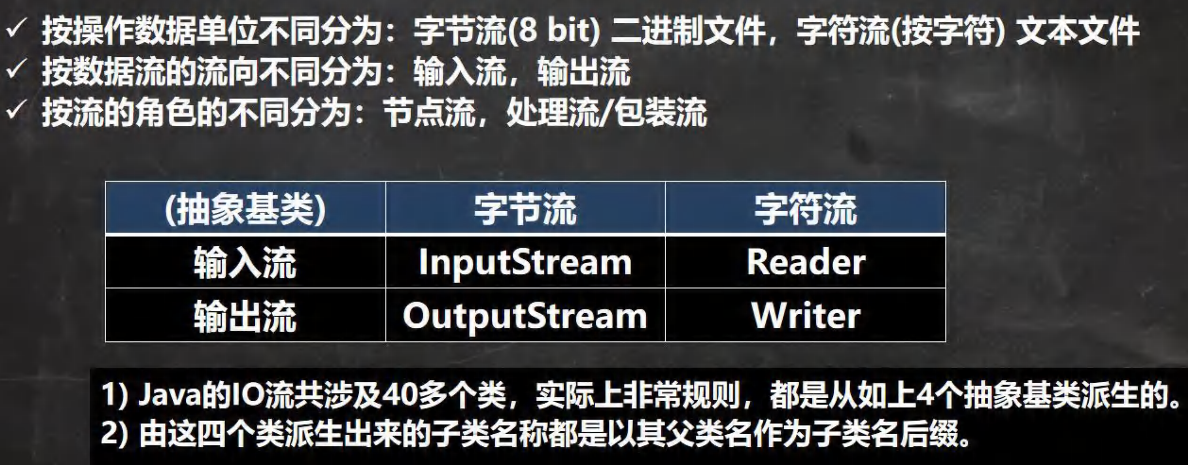 ✓ 按操作数据单位不同分为：字节流(8 bit) 二进制文件，字符流(按字符) 文本文件
✓ 按数据流的流向不同分为：输入流，输出流
✓ 按流的角色的不同分为：节点流，处理流/包装流
(抽象基类) 字节流 字符流
输入流 InputStream Reader
输出流 OutputStream Writer
1) Java的IO流共涉及40多个类，实际上非常规则，都是从如上4个抽象基类派生的。
2) 由这四个类派生出来的子类名称都是以其父类名作为子类名后缀。